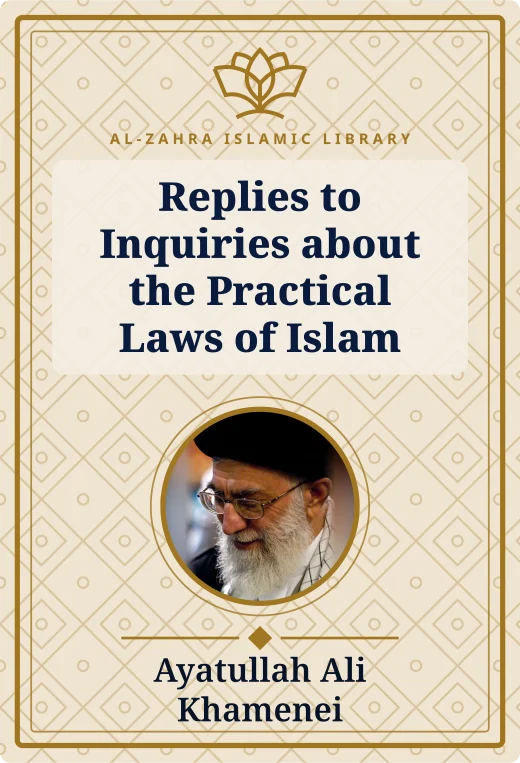 AL-ZAHRA ISLAMIC LIBRARY
Replies to
Inquiries about
the Practical
Laws of Islam
Ayatullah Ali
Khamenei